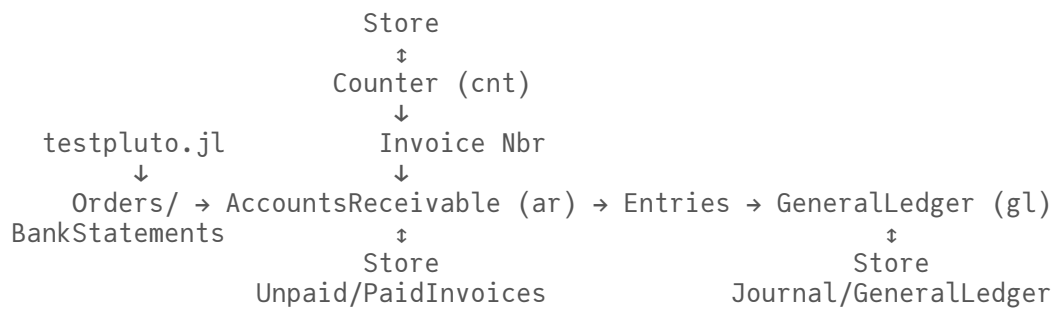 Store
↕
Counter (cnt)
↓
testpluto.jl Invoice Nbr
↓ ↓
Orders/ → AccountsReceivable (ar) → Entries → GeneralLedger (gl)
BankStatements ↕ ↕
Store Store
Unpaid/PaidInvoices Journal/GeneralLedger